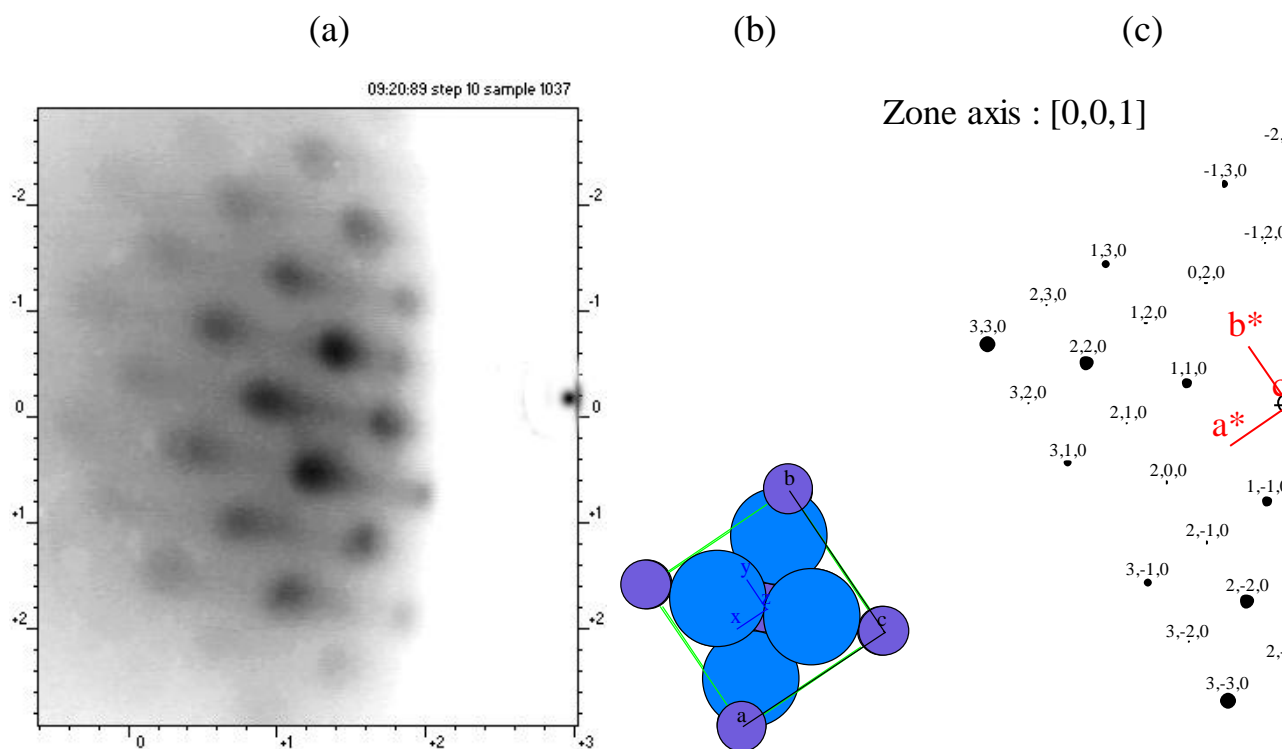 (a)
(b)
(c)
09:20:89 step 10 sample 1037
-2
-1
0
+1
+2
0
+1
+2
+3
b
y
z
x
c
a
Zone axis : [0,0,1]
-2,
-1,3,0
-1,2,0
1,3,0
0,2,0
2,3,0
1,2,0
3,3,0
b*
2,2,0
1,1,0
3,2,0
2,1,0
a*
3,1,0
2,0,0
1,-1,0
2,-1,0
3,-1,0
2,-2,0
3,-2,0
2,-
3,-3,0